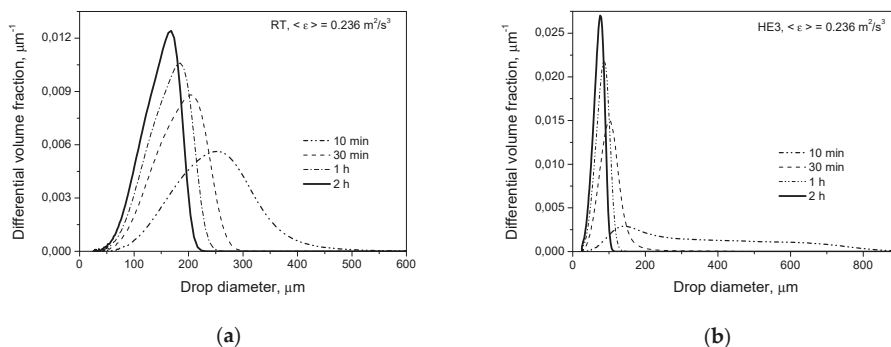 RT, < ε > = 0.236 m²/s³
Differential volume fraction, μm⁻¹
0,012
0,009
0,006
0,003
0,000
10 min
30 min
1 h
2 h
0 100 200 300 400 500 600
Drop diameter, μm
(a)
HE3, < ε > = 0.236 m²/s³
Differential volume fraction, μm⁻¹
0,025
0,020
0,015
0,010
0,005
0,000
10 min
30 min
1 h
2 h
0 200 400 600 800
Drop diameter, μm
(b)